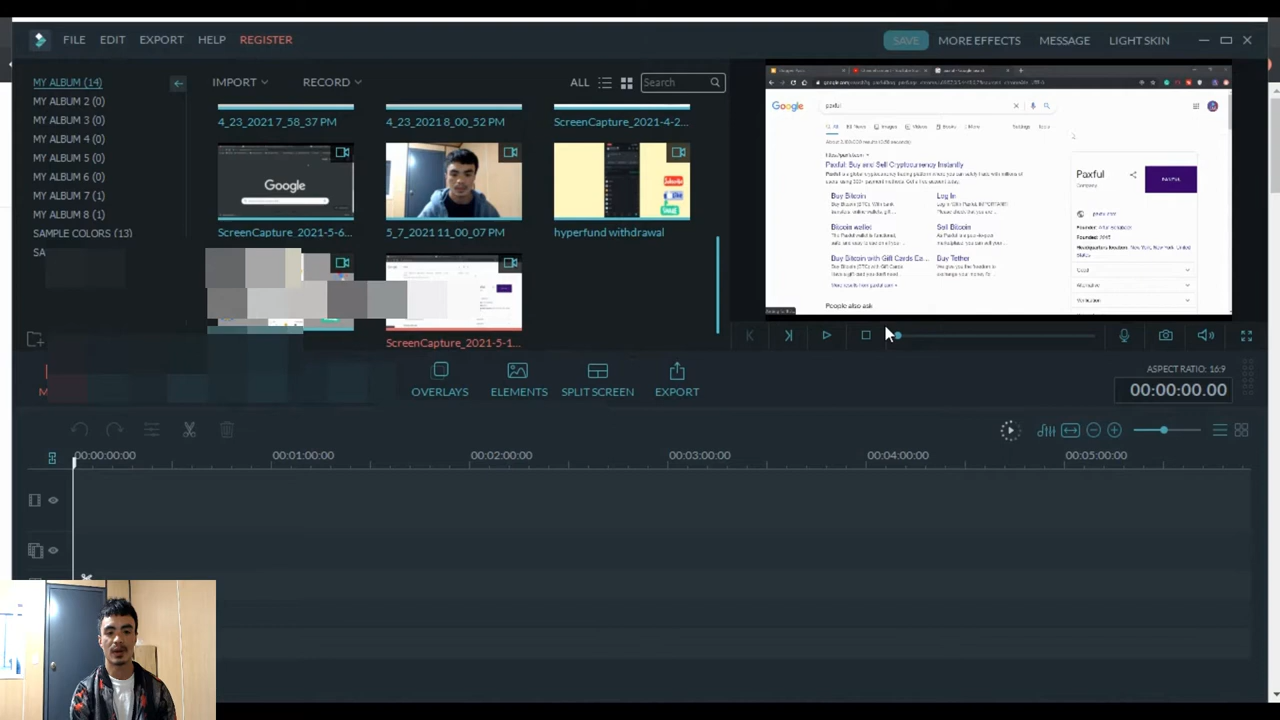 FILE EDIT EXPORT HELP REGISTER SAVE MORE EFFECTS MESSAGE LIGHT SKIN
MY ALBUM (14)
MY ALBUM 2 (0)
MY ALBUM 3 (0)
MY ALBUM 4 (0)
MY ALBUM 5 (0)
MY ALBUM 6 (0)
MY ALBUM 7 (1)
MY ALBUM 8 (1)
SAMPLE COLORS (13)
SA
IMPORT RECORD ALL Search
4_23_2021 7_58_37 PM 4_23_2021 8_00_52 PM ScreenCapture_2021-4-2...
Google
ScreenCapture_2021-5-6... 5_7_2021 11_00_07 PM hyperfund withdrawal
ScreenCapture_2021-5-1...
Google paxful
Settings
Paxful: Buy and Sell Cryptocurrency Instantly
Buy Bitcoin Log In
Bitcoin wallet Sell Bitcoin
Buy Bitcoin with Gift Cards Ea... Buy Tether
People also ask
Paxful
Company
PAXFUL
M OVERLAYS ELEMENTS SPLIT SCREEN EXPORT
ASPECT RATIO: 16:9
00:00:00.00
00:00:00:00 00:01:00:00 00:02:00:00 00:03:00:00 00:04:00:00 00:05:00:00